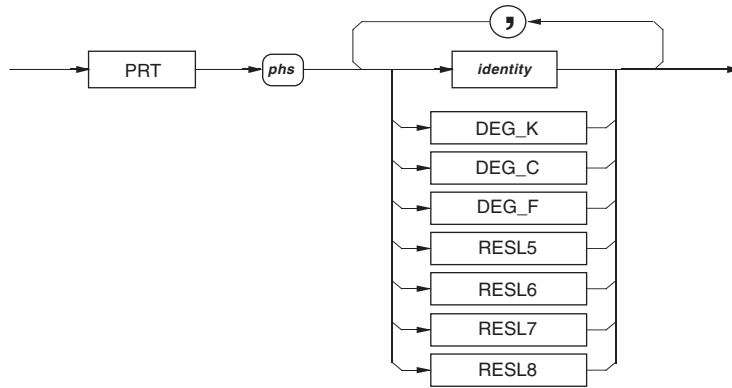 ,
PRT
phs
identity
DEG_K
DEG_C
DEG_F
RESL5
RESL6
RESL7
RESL8